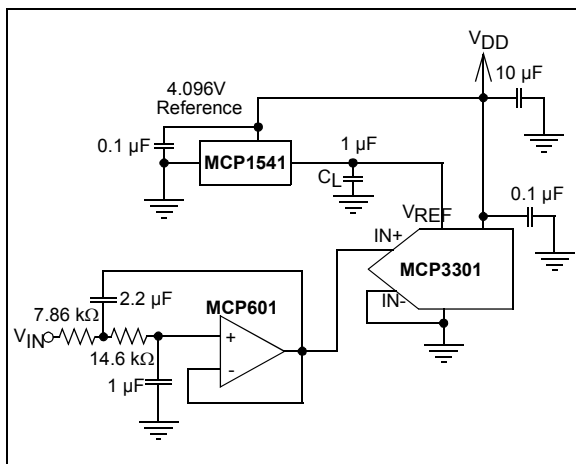 VDD
10 µF
4.096V
Reference
0.1 µF
MCP1541
1 µF
CL
0.1 µF
VREF
IN+
MCP3301
IN-
2.2 µF
MCP601
7.86 kΩ
VIN
14.6 kΩ
+
-
1 µF